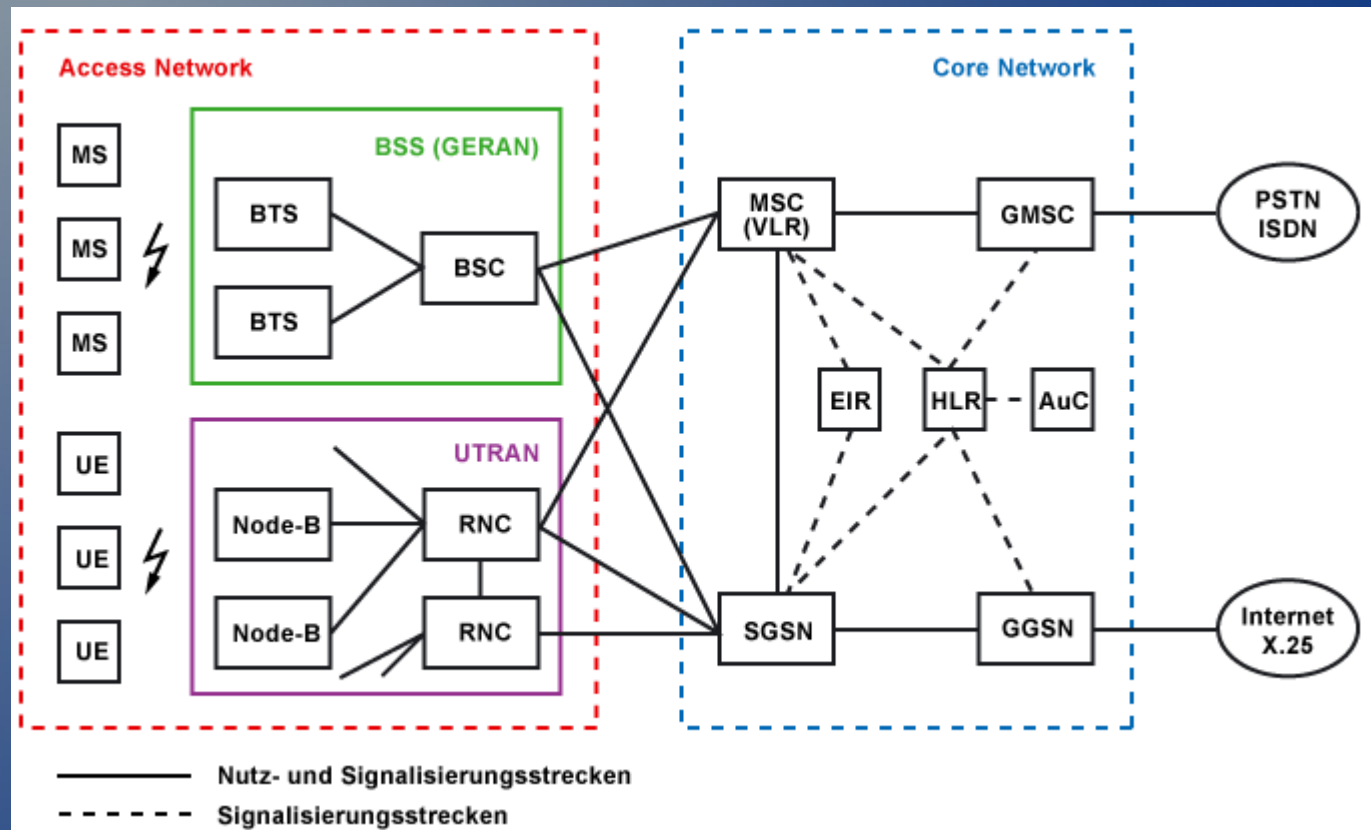 Access Network
Core Network
MS
MS
MS
BSS (GERAN)
BTS
BTS
BSC
UE
UE
UE
UTRAN
Node-B
Node-B
RNC
RNC
MSC
(VLR)
GMSC
EIR
HLR
AuC
SGSN
GGSN
PSTN
ISDN
Internet
X.25
Nutz- und Signalisierungsstrecken
Signalisierungsstrecken